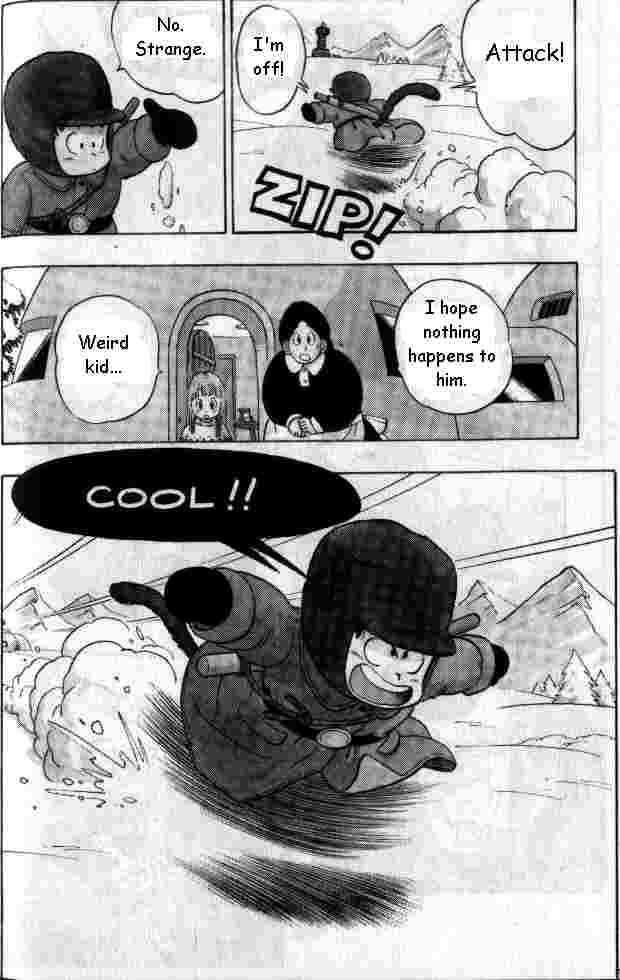 No.
Strange.
I'm
off!
Attack!
ZIP!
Weird
kid...
I hope
nothing
happens to
him.
COOL!!